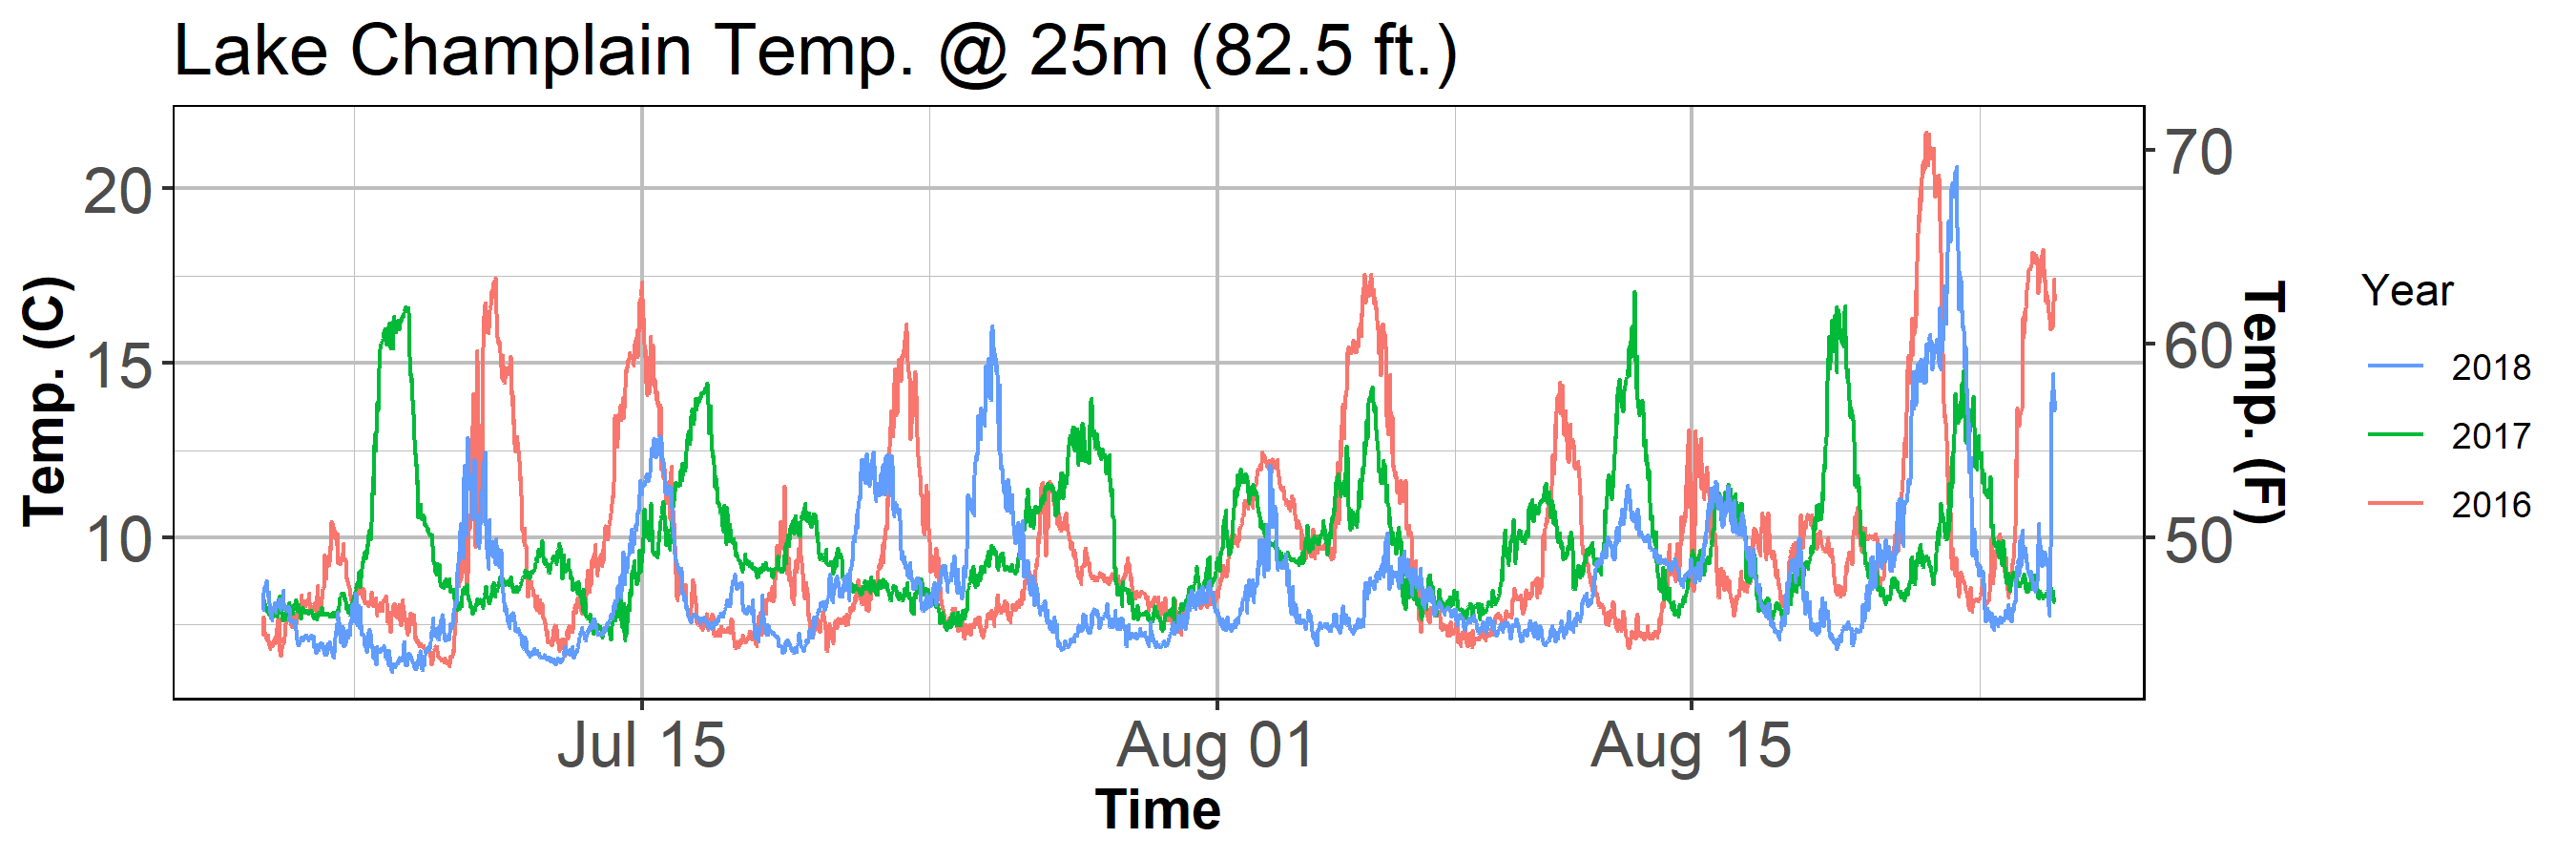 Lake Champlain Temp. @ 25m (82.5 ft.)
Temp. (C)
20
15
10
70
60
50
Temp. (F)
Jul 15
Aug 01
Aug 15
Time
Year
2018
2017
2016